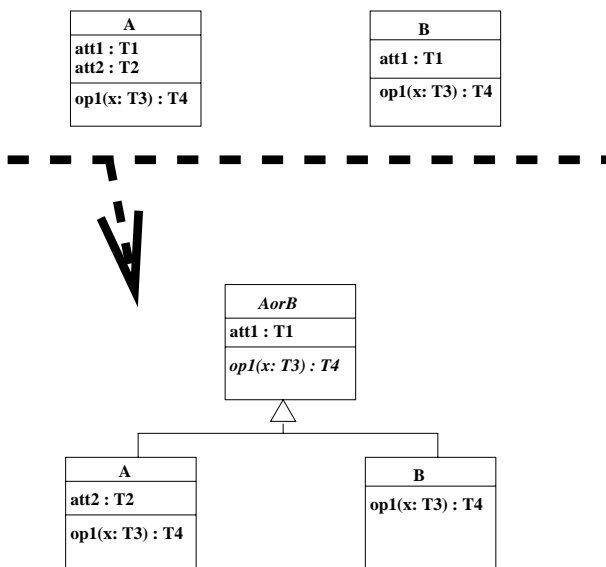 A
att1 : T1
att2 : T2
op1(x: T3) : T4
B
att1 : T1
op1(x: T3) : T4
AorB
att1 : T1
op1(x: T3) : T4
A
att2 : T2
op1(x: T3) : T4
B
op1(x: T3) : T4